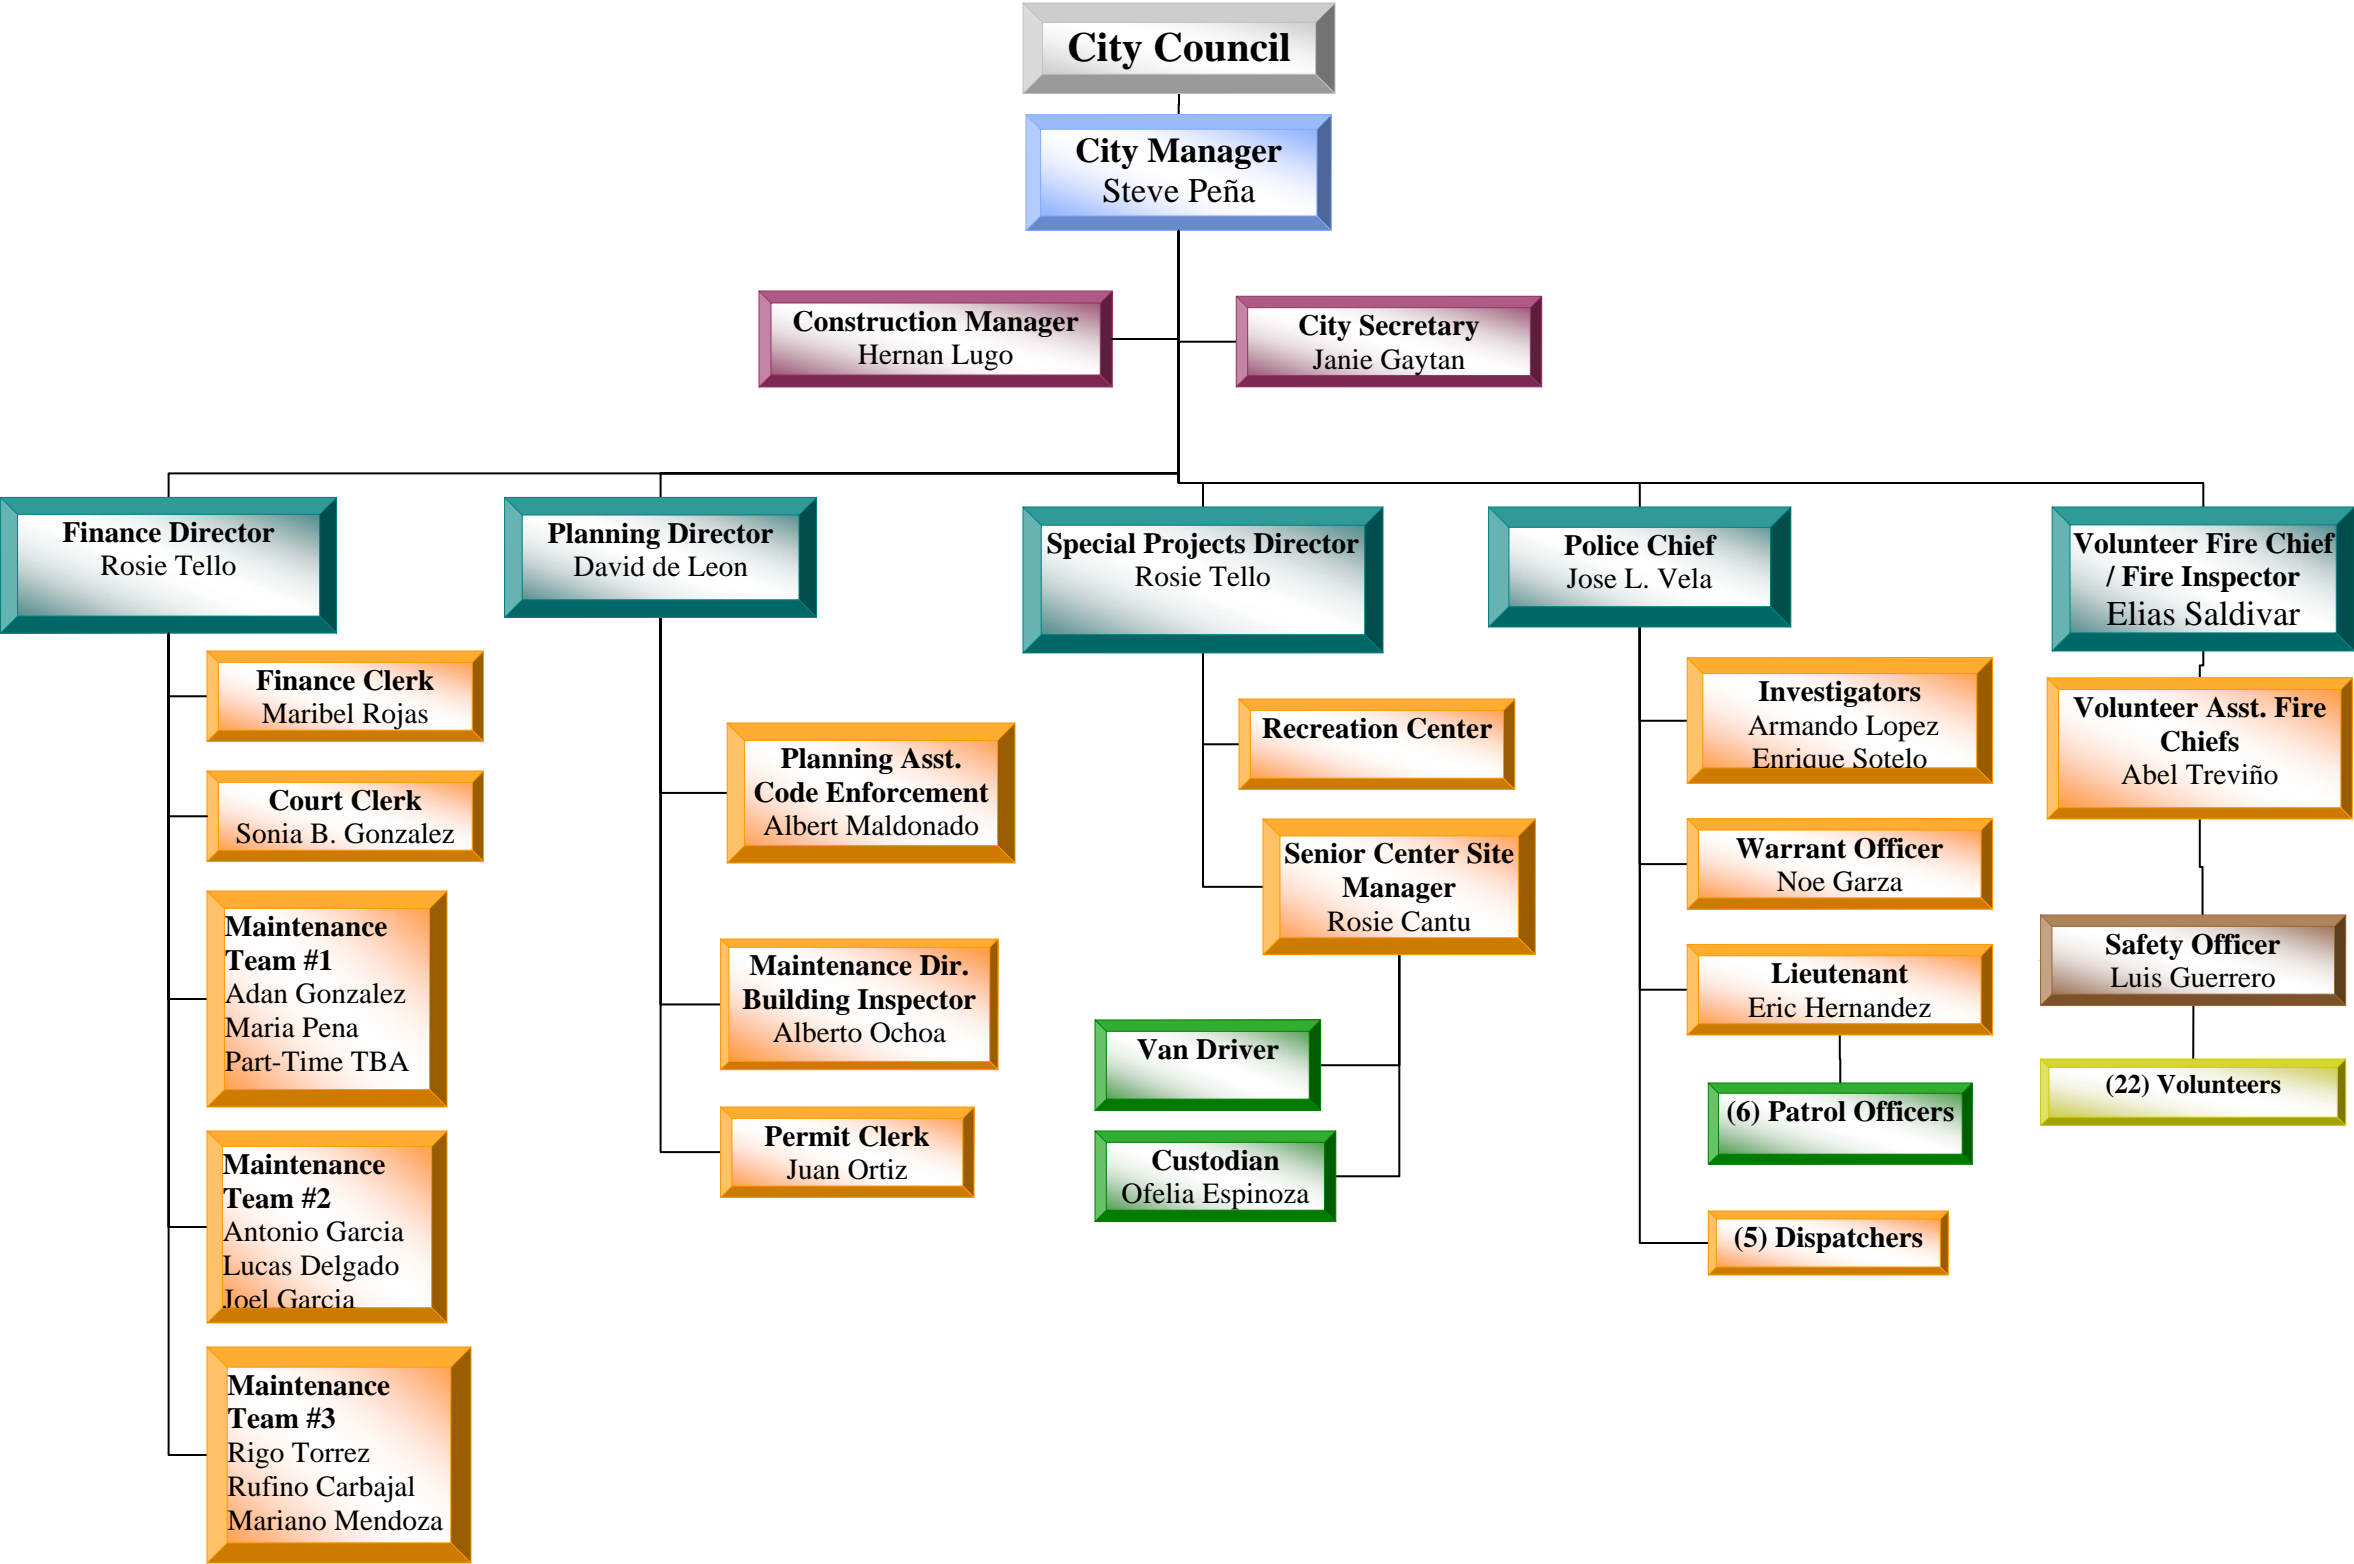 City Council
City Manager
Steve Peña
Construction Manager
Hernan Lugo
City Secretary
Janie Gaytan
Finance Director
Rosie Tello
Finance Clerk
Maribel Rojas
Court Clerk
Sonia B. Gonzalez
Maintenance
Team #1
Adan Gonzalez
Maria Pena
Part-Time TBA
Maintenance
Team #2
Antonio Garcia
Lucas Delgado
Joel Garcia
Maintenance
Team #3
Rigo Torrez
Rufino Carbajal
Mariano Mendoza
Planning Director
David de Leon
Planning Asst.
Code Enforcement
Albert Maldonado
Maintenance Dir.
Building Inspector
Alberto Ochoa
Permit Clerk
Juan Ortiz
Special Projects Director
Rosie Tello
Recreation Center
Senior Center Site
Manager
Rosie Cantu
Van Driver
Custodian
Ofelia Espinoza
Police Chief
Jose L. Vela
Investigators
Armando Lopez
Enrique Sotelo
Warrant Officer
Noe Garza
Lieutenant
Eric Hernandez
(6) Patrol Officers
(5) Dispatchers
Volunteer Fire Chief
/ Fire Inspector
Elias Saldivar
Volunteer Asst. Fire
Chiefs
Abel Treviño
Safety Officer
Luis Guerrero
(22) Volunteers